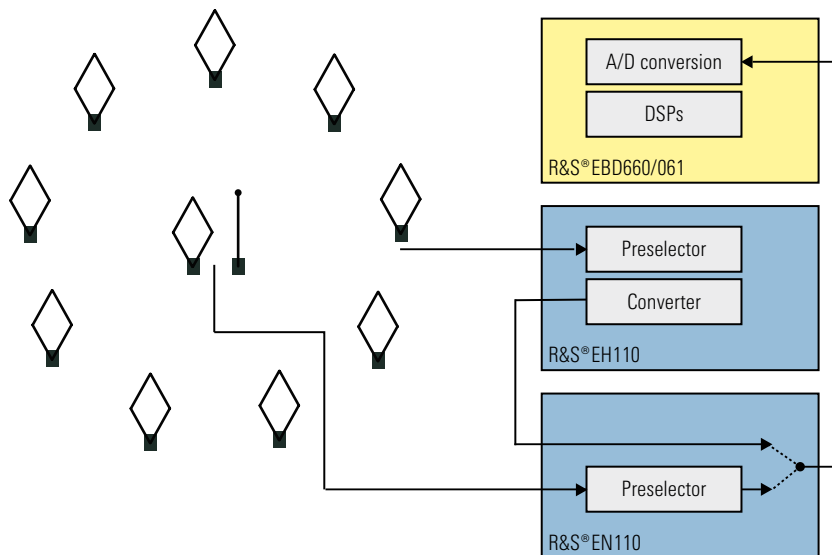 A/D conversion
DSPs
R&S®EBD660/061
Preselector
Converter
R&S®EH110
Preselector
R&S®EN110